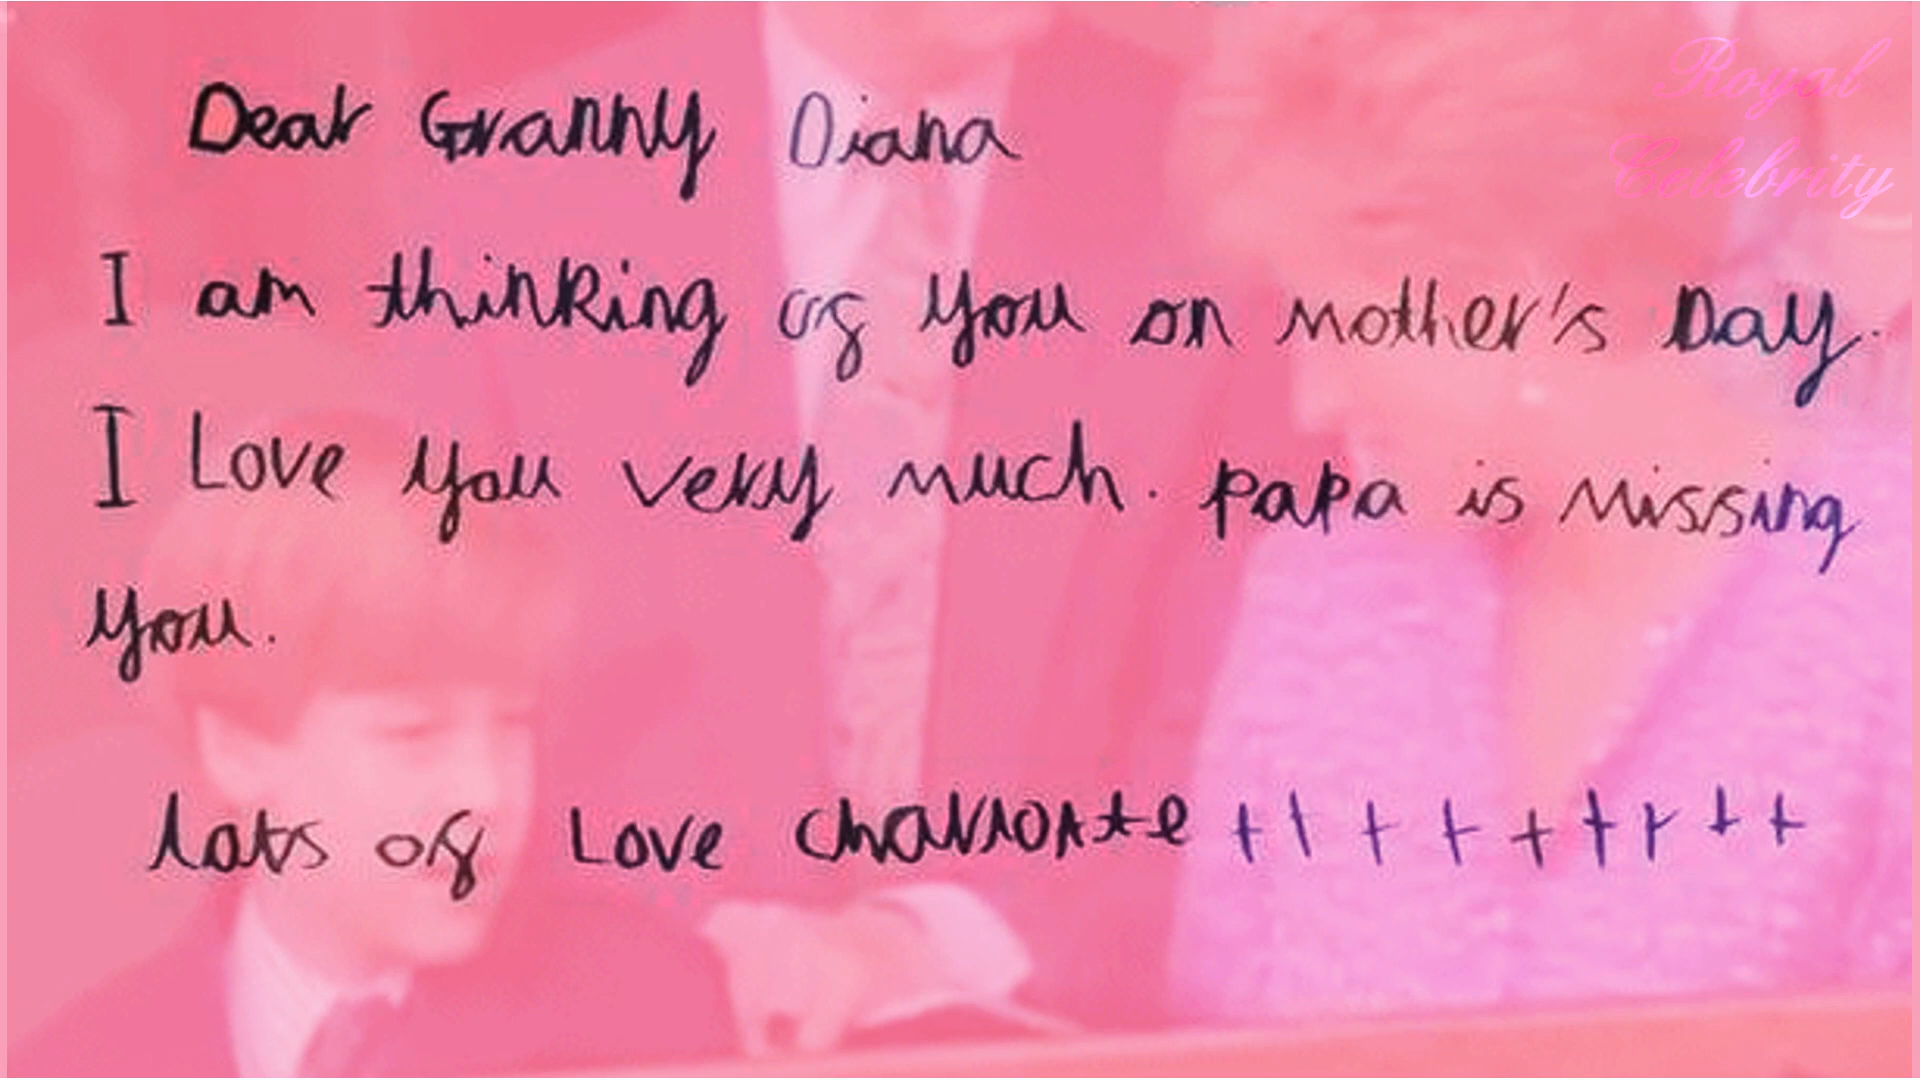 Royal
Celebrity
Dear Granny Diana
I am thinking of you on mother's Day.
I Love you very much. papa is missing
you.
lots of Love charlotte + + + + + + + + +